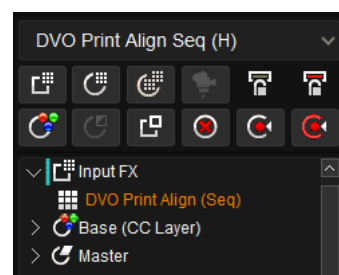 DVO Print Align Seq (H)
Input FX
DVO Print Align (Seq)
Base (CC Layer)
Master